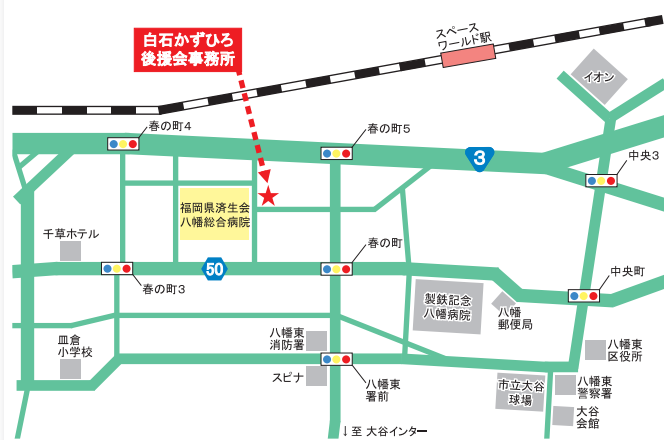 スペース
ワールド駅
白石かずひろ
後援会事務所
イオン
春の町4
春の町5
3
中央3
福岡県済生会
八幡総合病院
千草ホテル
春の町
50
春の町3
中央町
製鉄記念
八幡病院
八幡
郵便局
皿倉
小学校
八幡東
消防署
スピナ
八幡東
署前
八幡東
区役所
市立大谷
球場
八幡東
警察署
大谷
会館
↓至 大谷インター